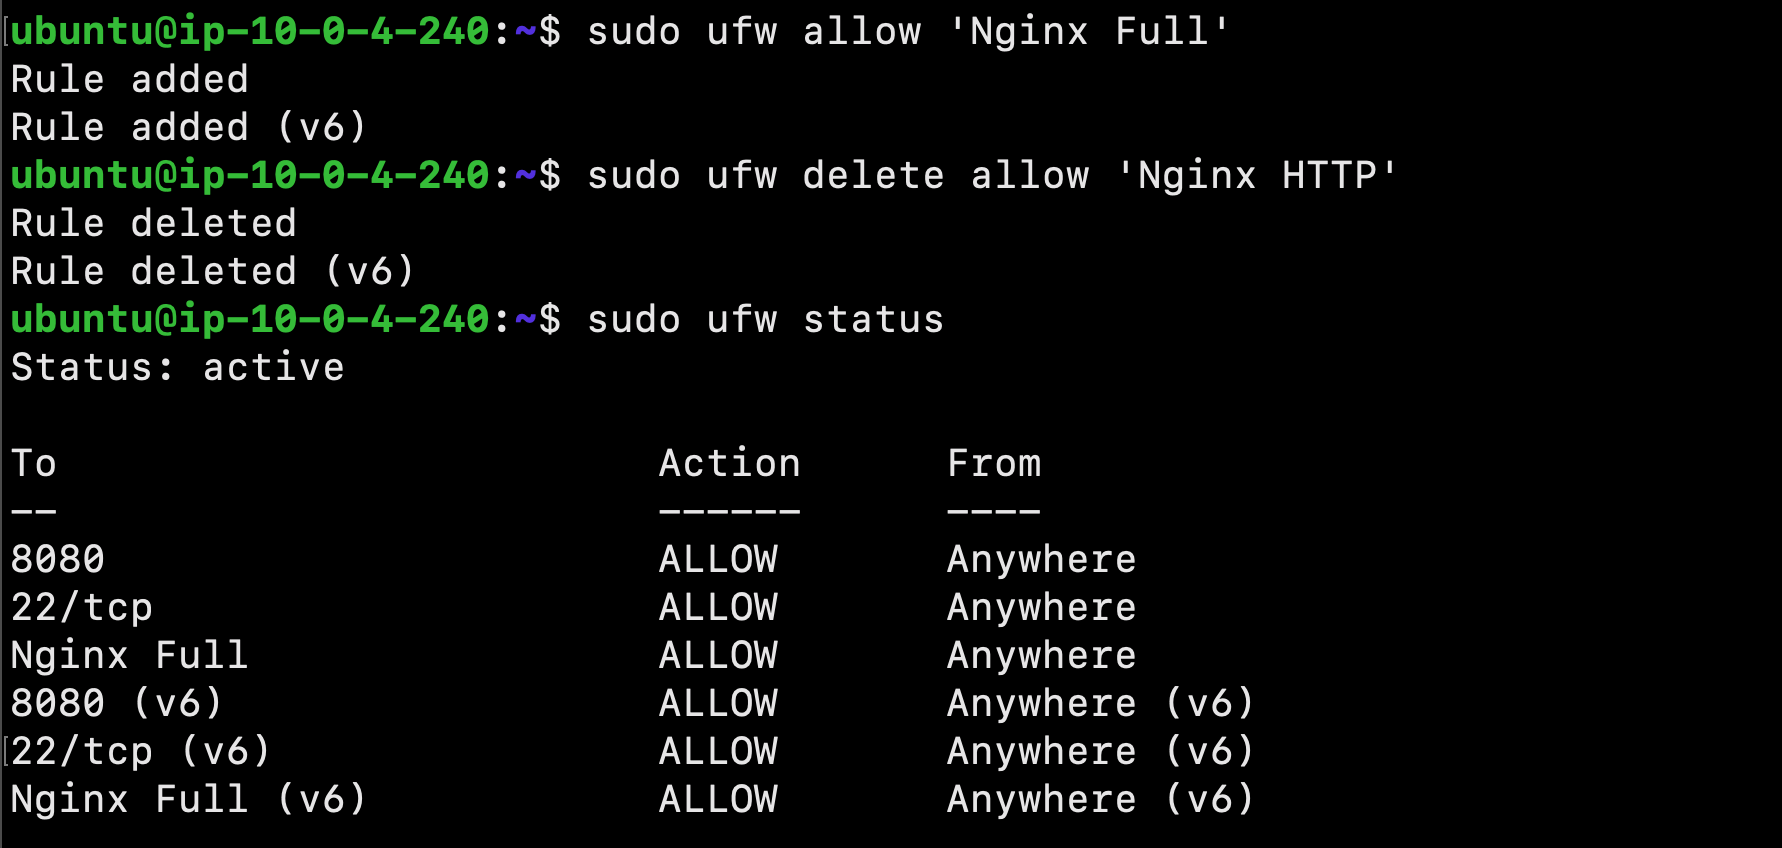 ubuntu@ip-10-0-4-240:~$ sudo ufw allow 'Nginx Full'
Rule added
Rule added (v6)
ubuntu@ip-10-0-4-240:~$ sudo ufw delete allow 'Nginx HTTP'
Rule deleted
Rule deleted (v6)
ubuntu@ip-10-0-4-240:~$ sudo ufw status
Status: active

To                         Action      From
--                         ------      ----
8080                       ALLOW       Anywhere
22/tcp                     ALLOW       Anywhere
Nginx Full                 ALLOW       Anywhere
8080 (v6)                  ALLOW       Anywhere (v6)
22/tcp (v6)                ALLOW       Anywhere (v6)
Nginx Full (v6)            ALLOW       Anywhere (v6)